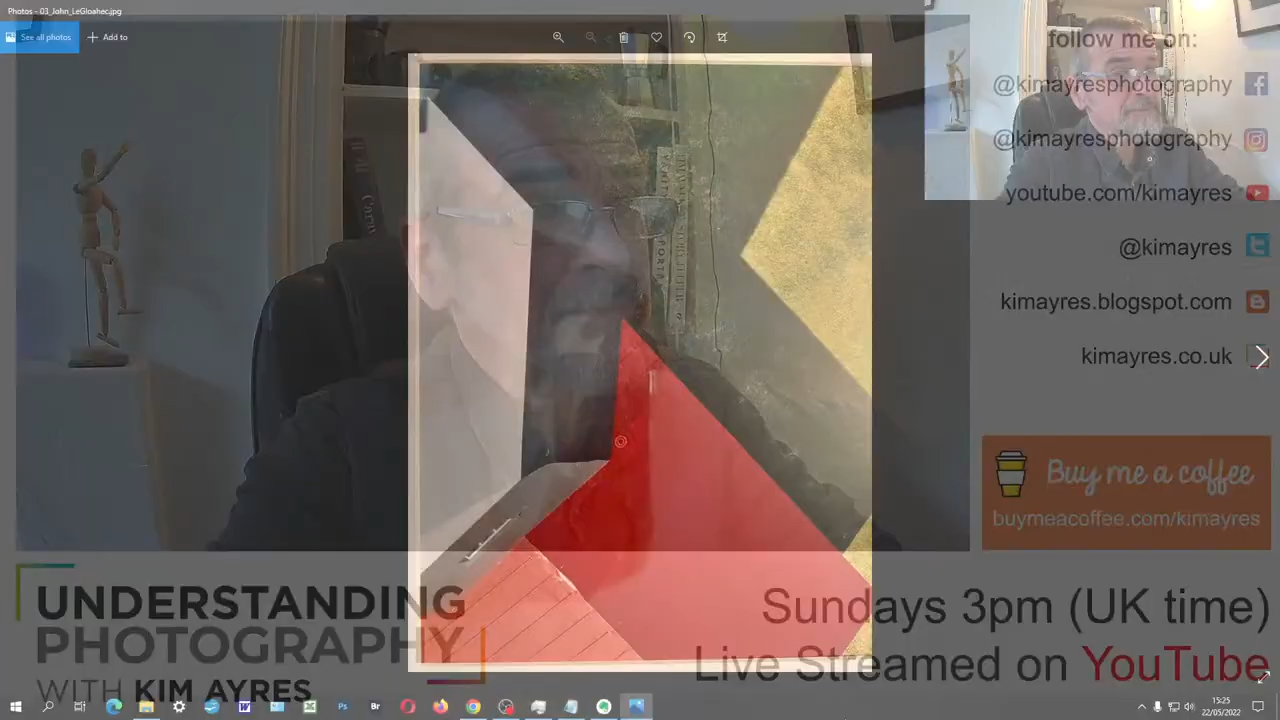 Photos - 03_John_LeGloahec.jpg
See all photos
Add to
follow me on:
@kimayresphotography
@kimayresphotography
youtube.com/kimayres
@kimayres
kimayres.blogspot.com
kimayres.co.uk
Buy me a coffee
buymeacoffee.com/kimayres
UNDERSTANDING
PHOTOGRAPHY
WITH KIM AYRES
Sundays 3pm (UK time)
Live Streamed on YouTube
15:25
22/05/2022